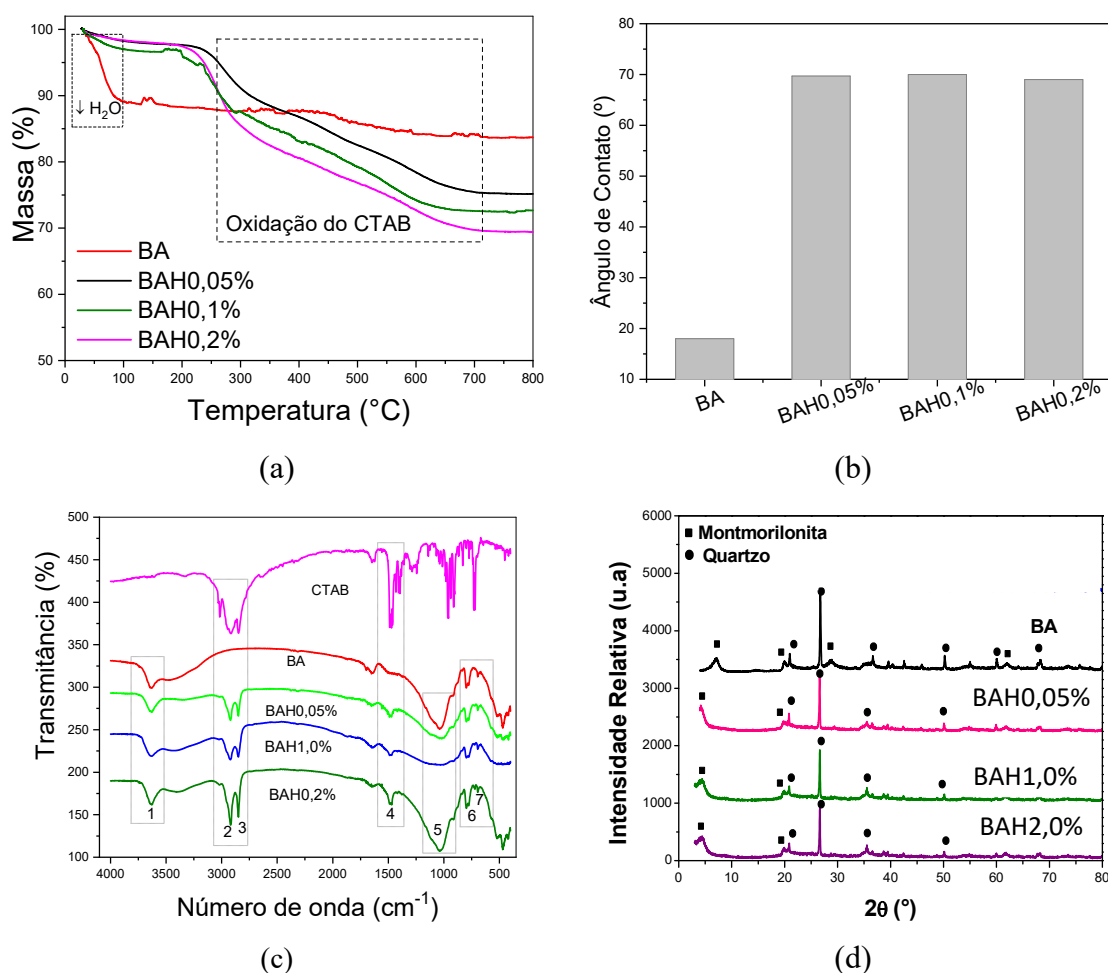 100
90
80
70
60
50
Massa (%)
↓ H₂O
Oxidação do CTAB
BA
BAH0,05%
BAH0,1%
BAH0,2%
0 100 200 300 400 500 600 700 800
Temperatura (°C)
(a)
80
70
60
50
40
30
20
10
Ângulo de Contato (º)
BA BAH0,05% BAH0,1% BAH0,2%
(b)
500
450
400
350
300
250
200
150
100
Transmitância (%)
CTAB
BA
BAH0,05%
BAH1,0%
BAH0,2%
1 2 3 4 5 6 7
4000 3500 3000 2500 2000 1500 1000 500
Número de onda (cm⁻¹)
(c)
6000
5000
4000
3000
2000
1000
0
Intensidade Relativa (u.a)
■ Montmorilonita
● Quartzo
BA
BAH0,05%
BAH1,0%
BAH2,0%
0 10 20 30 40 50 60 70 80
2θ (°)
(d)